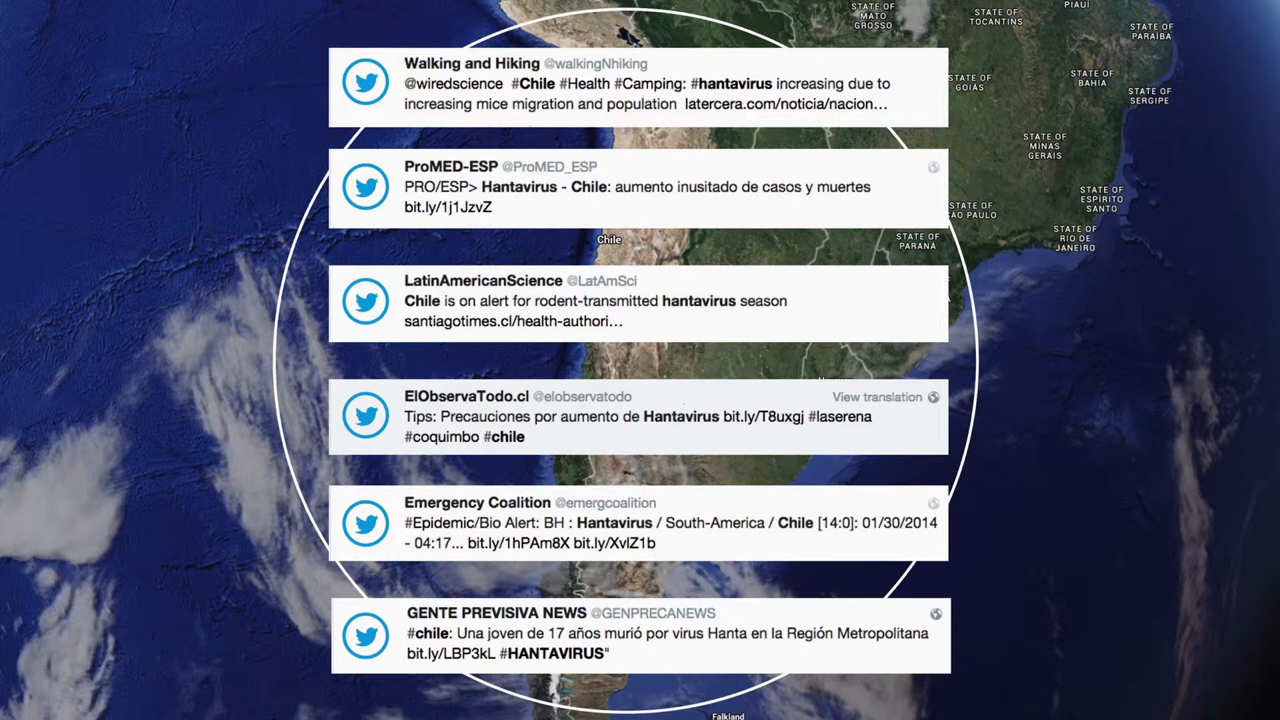 STATE OF
MATO
GROSSO
STATE OF
TOCANTINS
PIAUÍ
STATE OF
PARAÍBA
Walking and Hiking @walkingNhiking
@wiredscience #Chile #Health #Camping: #hantavirus increasing due to
increasing mice migration and population latercera.com/noticia/nacion...
STATE OF
GOIÁS
STATE OF
BAHIA
STATE OF
SERGIPE
STATE OF
MINAS
GERAIS
ProMED-ESP @ProMED_ESP
PRO/ESP> Hantavirus - Chile: aumento inusitado de casos y muertes
bit.ly/1j1JzvZ
STATE OF
ESPÍRITO
SANTO
STATE OF
SÃO PAULO
STATE OF
PARANÁ
STATE OF
RIO DE
JANEIRO
Chile
LatinAmericanScience @LatAmSci
Chile is on alert for rodent-transmitted hantavirus season
santiagotimes.cl/health-authori...
ElObservaTodo.cl @elobservatodo View translation
Tips: Precauciones por aumento de Hantavirus bit.ly/T8uxgj #laserena
#coquimbo #chile
Emergency Coalition @emergcoalition
#Epidemic/Bio Alert: BH : Hantavirus / South-America / Chile [14:0]: 01/30/2014
- 04:17... bit.ly/1hPAm8X bit.ly/XvlZ1b
GENTE PREVISIVA NEWS @GENPRECANEWS
#chile: Una joven de 17 años murió por virus Hanta en la Región Metropolitana
bit.ly/LBP3kL #HANTAVIRUS"
Falkland